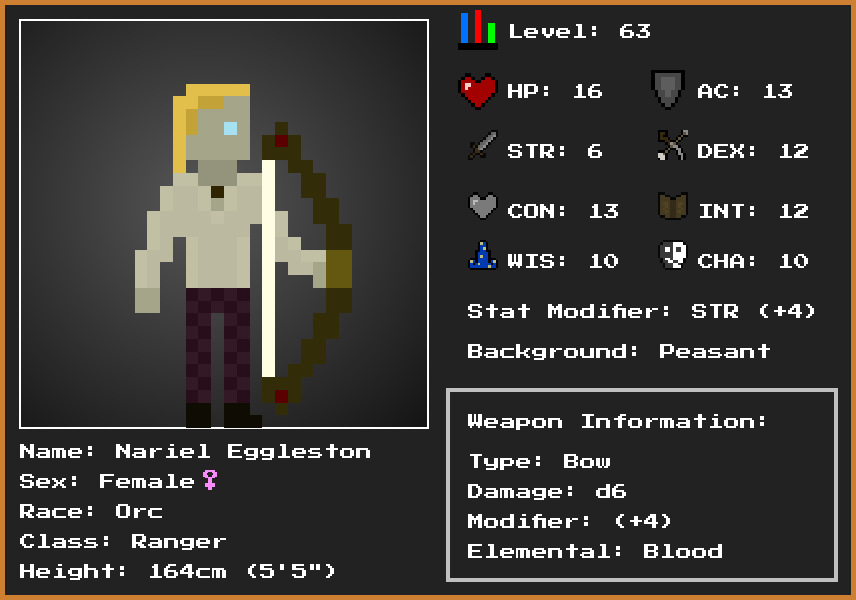 Level: 63
HP: 16
AC: 13
STR: 6
DEX: 12
CON: 13
INT: 12
WIS: 10
CHA: 10
Stat Modifier: STR (+4)
Background: Peasant
Weapon Information:
Type: Bow
Damage: d6
Modifier: (+4)
Elemental: Blood
Name: Nariel Eggleston
Sex: Female♀
Race: Orc
Class: Ranger
Height: 164cm (5'5")